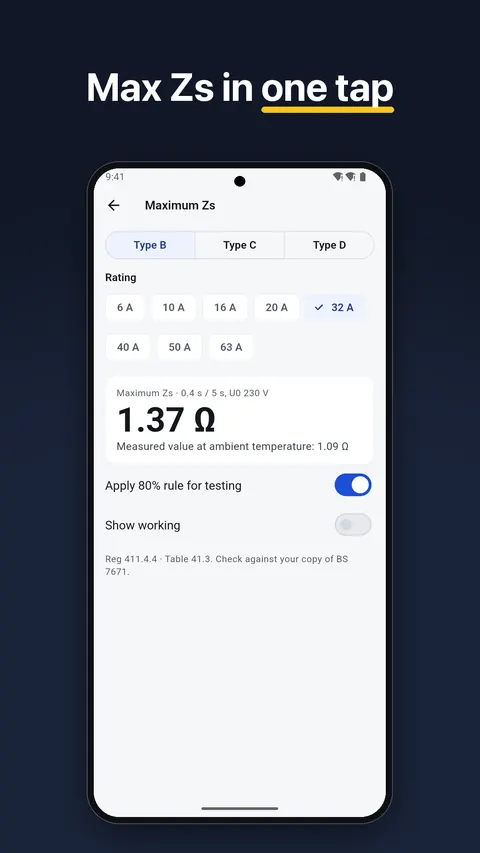 Max Zs in one tap
9:41
Maximum Zs
Type B Type C Type D
Rating
6 A 10 A 16 A 20 A 32 A
40 A 50 A 63 A
Maximum Zs · 0.4 s / 5 s, U0 230 V
1.37 Ω
Measured value at ambient temperature: 1.09 Ω
Apply 80% rule for testing
Show working
Reg 411.4.4 · Table 41.3. Check against your copy of BS
7671.